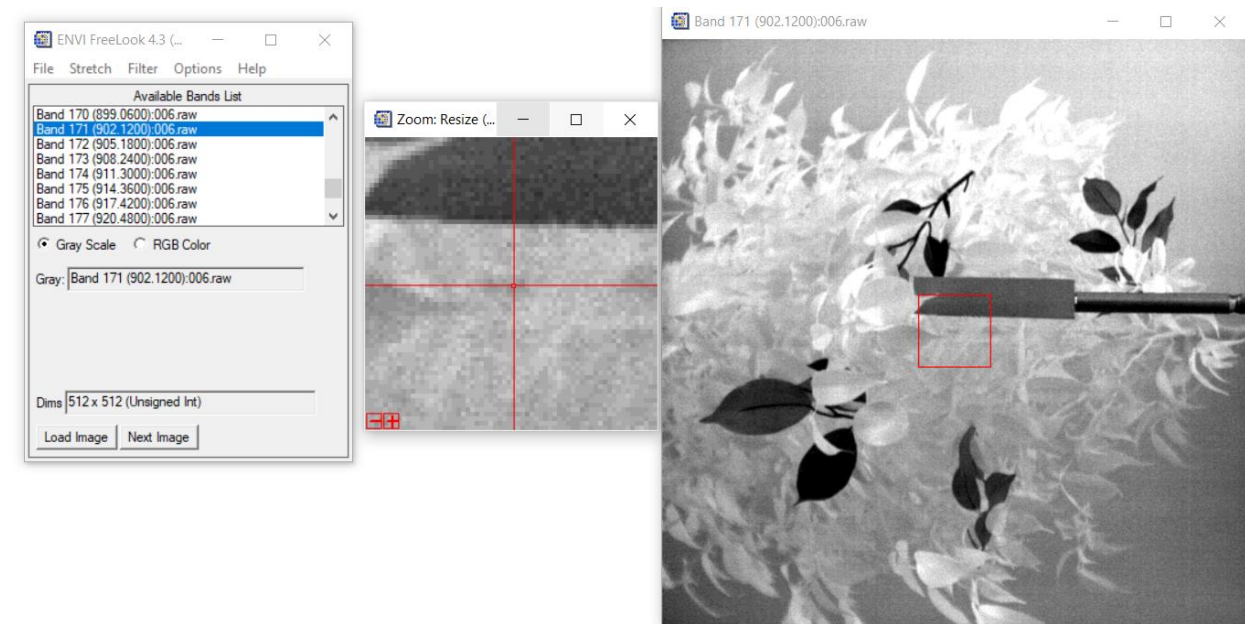 ENVI FreeLook 4.3 (...
File Stretch Filter Options Help
Available Bands List
Band 170 (899.0600):006.raw
Band 171 (902.1200):006.raw
Band 172 (905.1800):006.raw
Band 173 (908.2400):006.raw
Band 174 (911.3000):006.raw
Band 175 (914.3600):006.raw
Band 176 (917.4200):006.raw
Band 177 (920.4800):006.raw
Gray Scale RGB Color
Gray: Band 171 (902.1200):006.raw
Dims 512 x 512 (Unsigned Int)
Load Image Next Image
Zoom: Resize (...
Band 171 (902.1200):006.raw